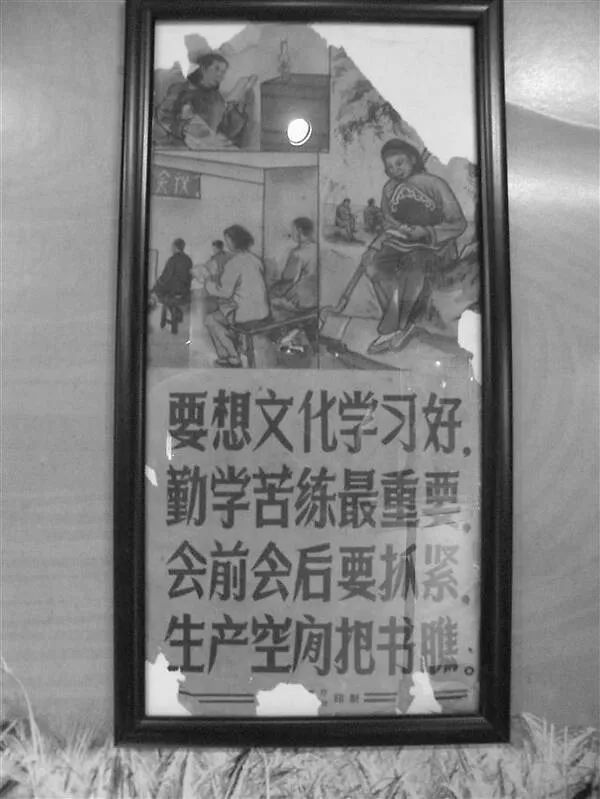 会议
要想文化学习好，
勤学苦练最重要，
会前会后要抓紧，
生产空闲把书瞧。